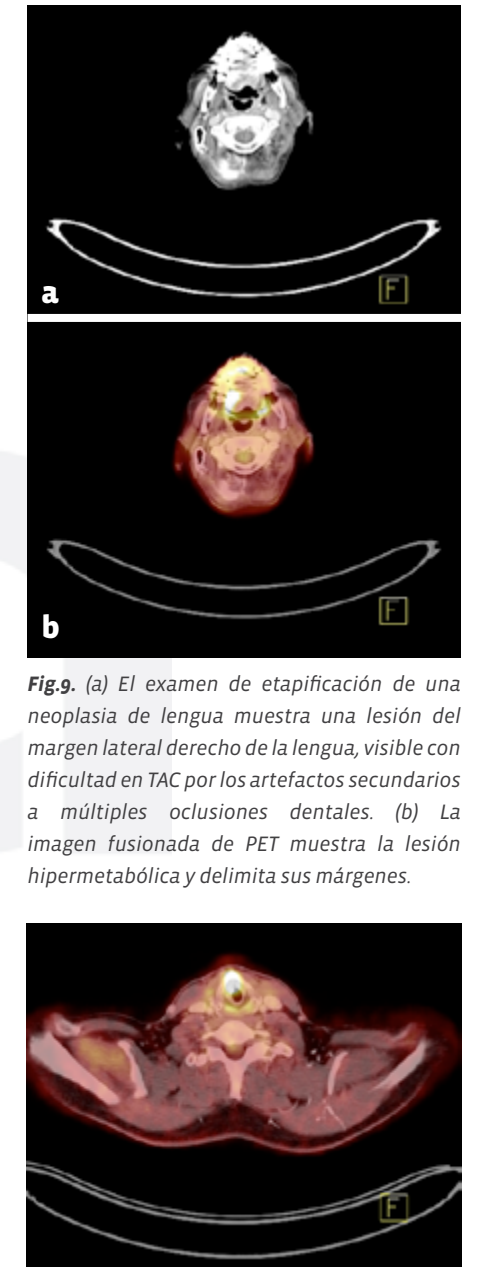 a
F
b
F
Fig.9. (a) El examen de etapificación de una
neoplasia de lengua muestra una lesión del
margen lateral derecho de la lengua, visible con
dificultad en TAC por los artefactos secundarios
a múltiples oclusiones dentales. (b) La
imagen fusionada de PET muestra la lesión
hipermetabólica y delimita sus márgenes.
F